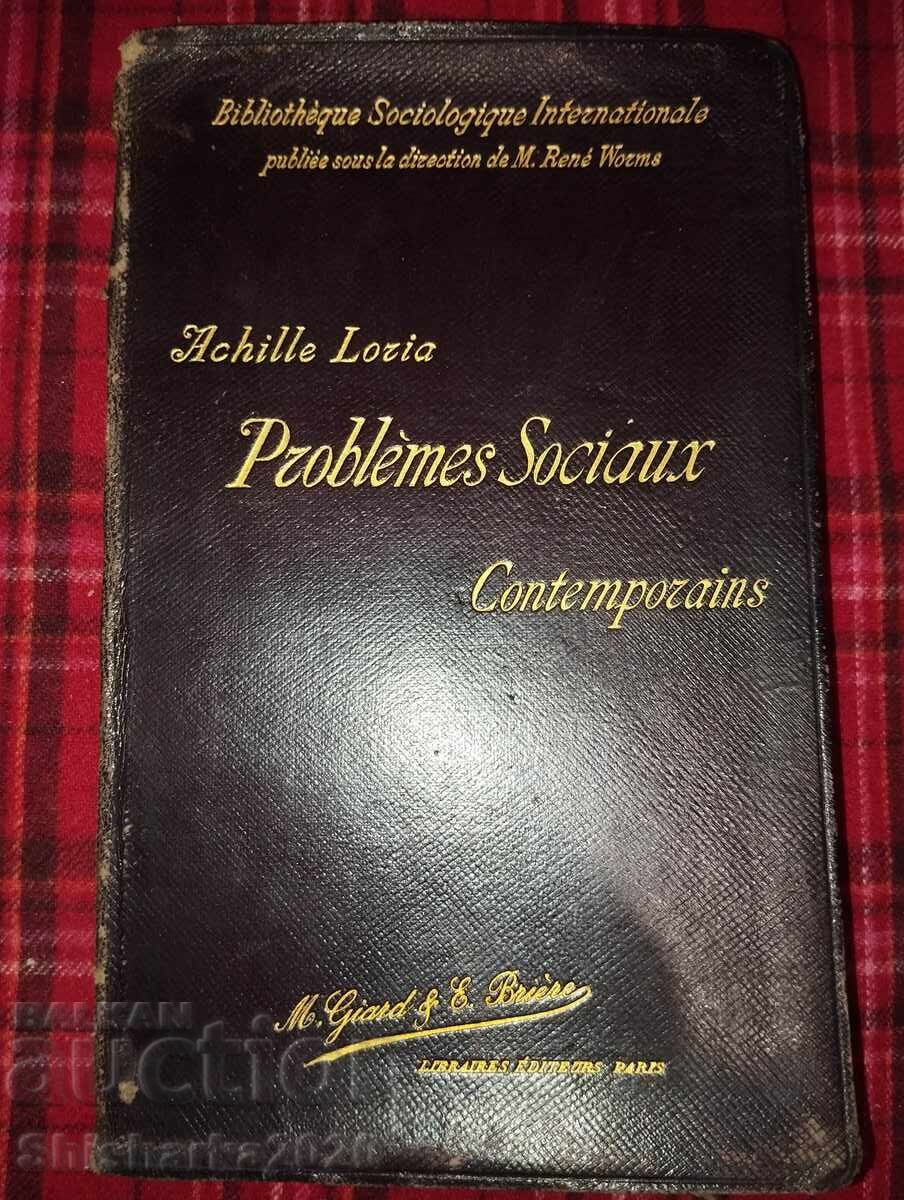 Bibliothèque Sociologique Internationale
publiée sous la direction de M. René Worms
Achille Loria
Problèmes Sociaux
Contemporains
M. Giard & E. Brière
LIBRAIRES ÉDITEURS PARIS
BALKAN
auction
Shisharka2020